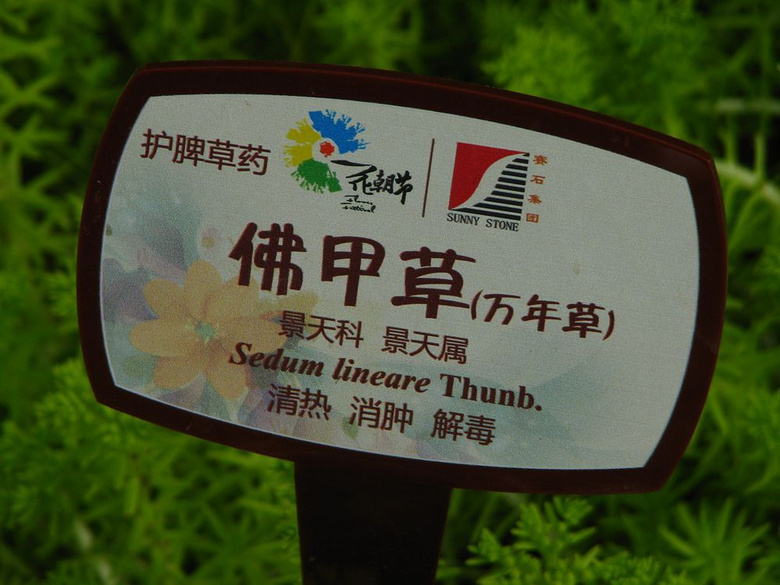 护脾草药
花朝节
赛石集团
SUNNY STONE
佛甲草(万年草)
景天科 景天属
Sedum lineare Thunb.
清热 消肿 解毒